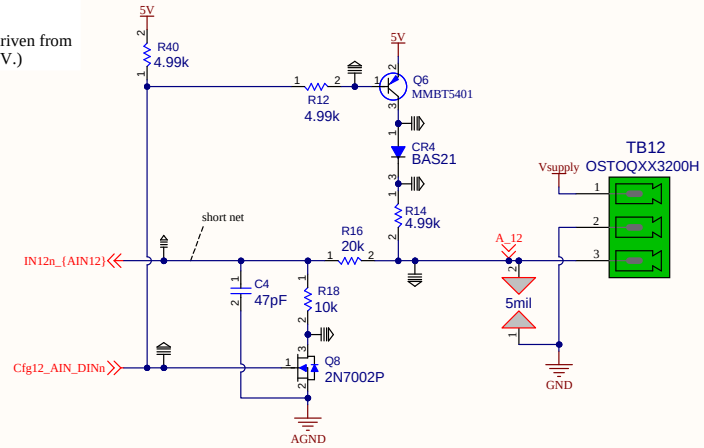 riven from
V.)
5V
2
R40
4.99k
1
5V
2
1
R12
2
4.99k
1
Q6
MMBT5401
3
1
CR4
BAS21
3
1
R14
4.99k
2
TB12
OSTOQXX3200H
Vsupply
1
2
3
short net
IN12n_{AIN12}
R16
1
2
20k
A_12
2
5mil
1
GND
1
C4
47pF
2
1
R18
10k
2
Cfg12_AIN_DINn
3
1
Q8
2N7002P
2
AGND